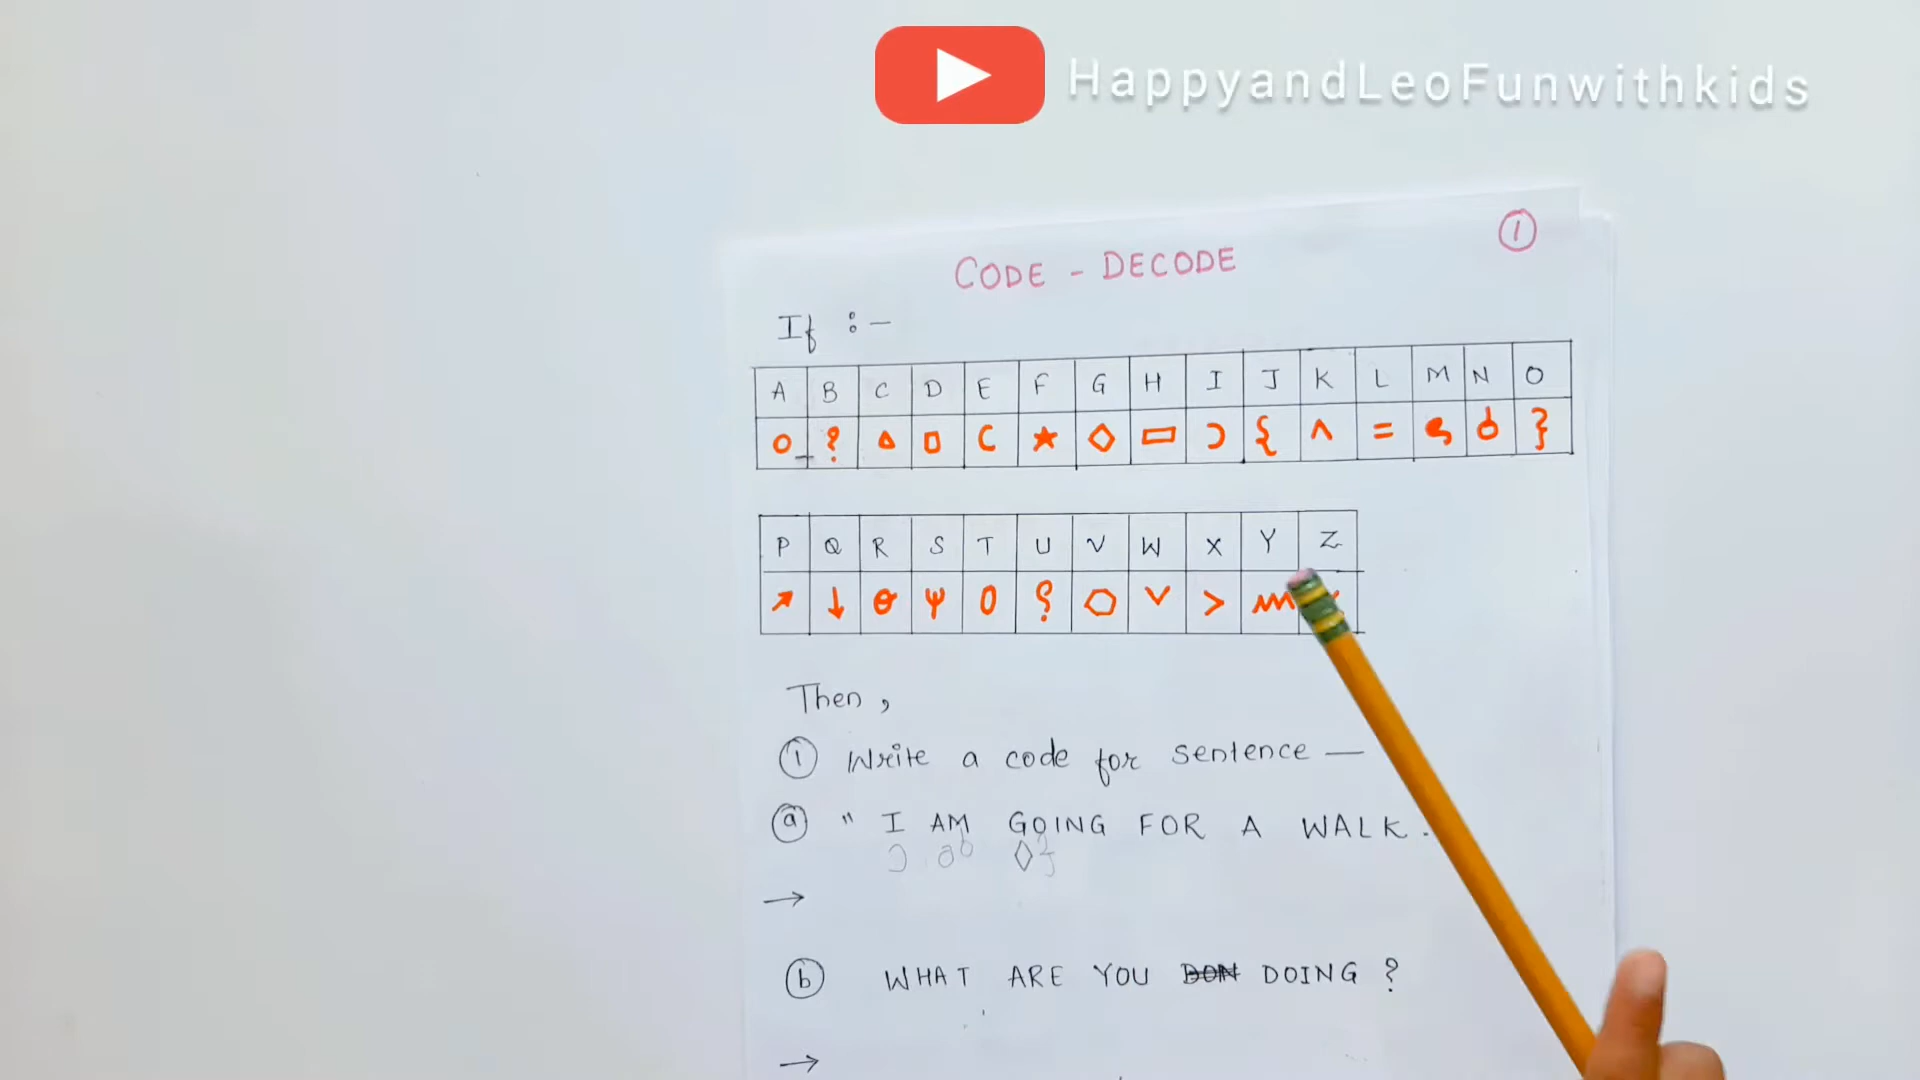 HappyandLeoFunwithkids
1
CODE - DECODE
If :-
A B C D E F G H I J K L M N O
P Q R S T U V W X Y Z
Then,
1 Write a code for sentence —
a " I AM GOING FOR A WALK.
b WHAT ARE YOU DOING ?